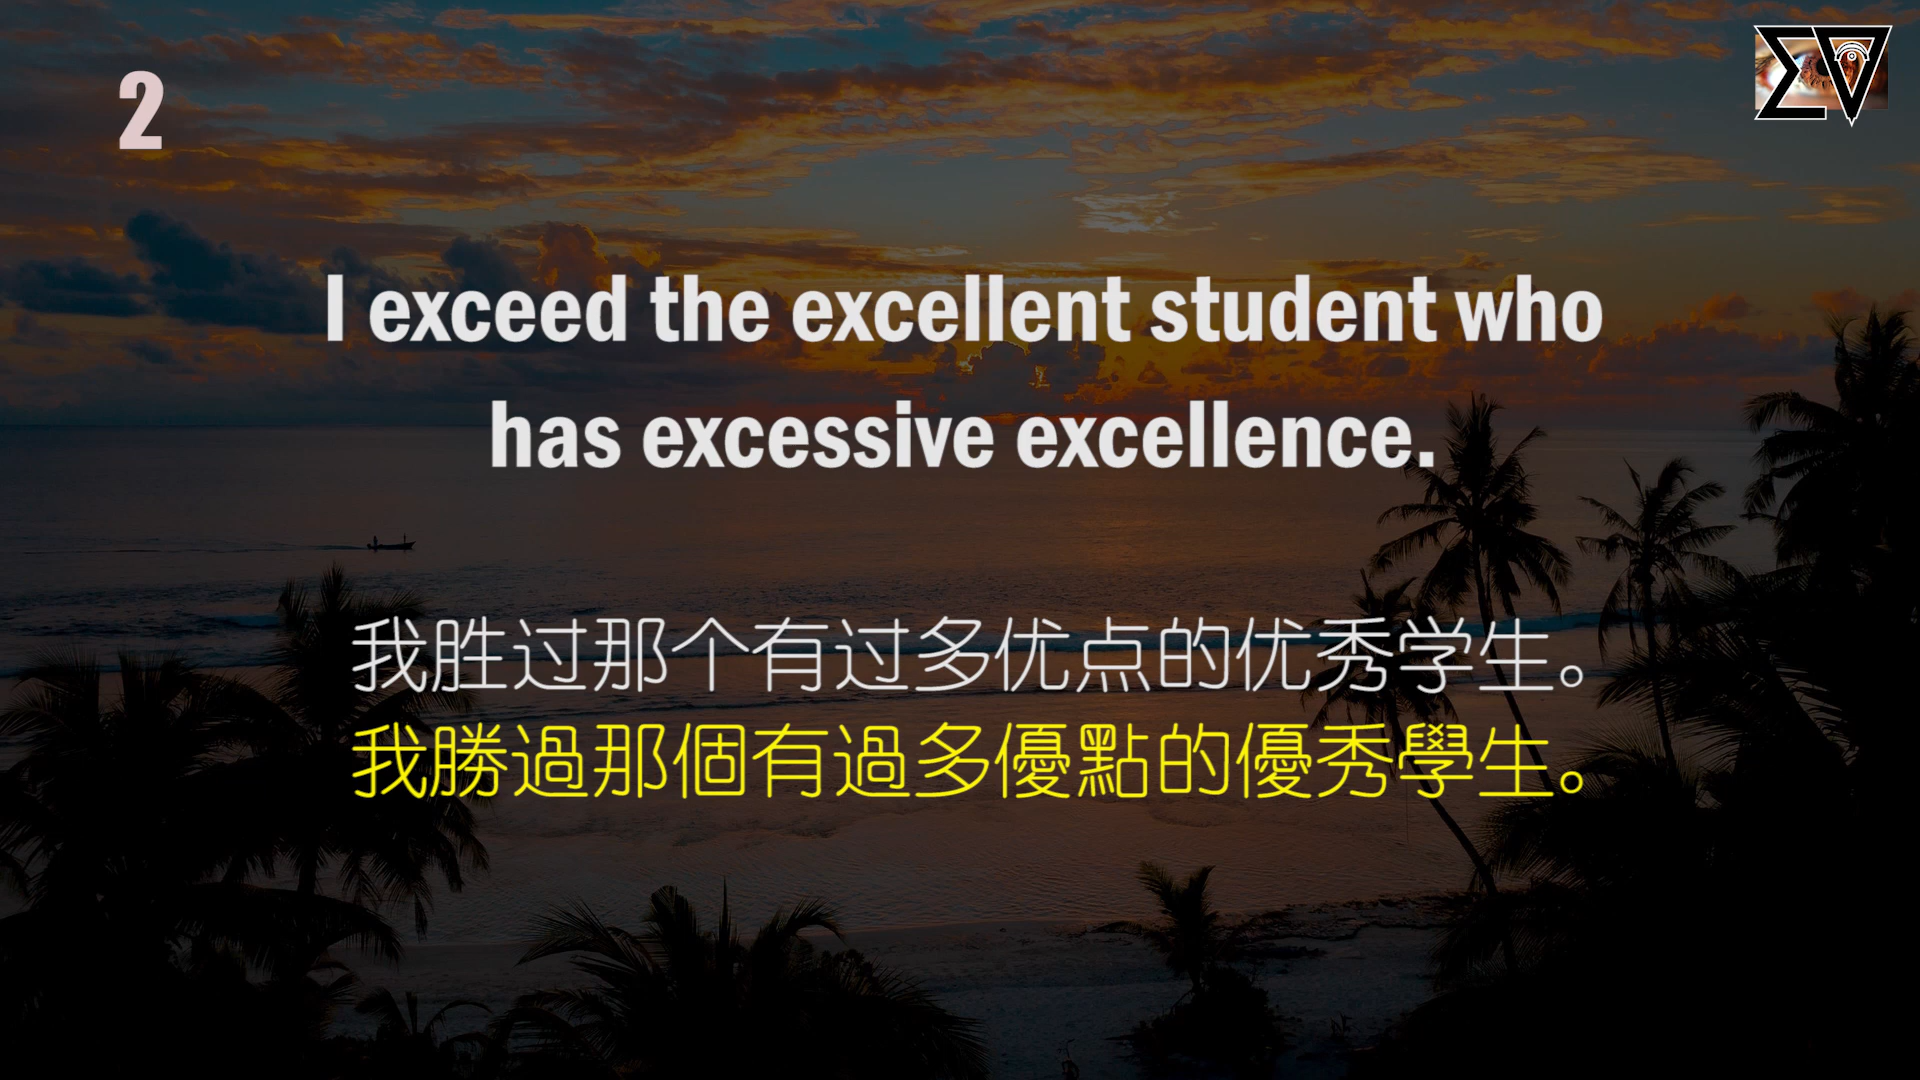 2
I exceed the excellent student who
has excessive excellence.
我胜过那个有过多优点的优秀学生。
我勝過那個有過多優點的優秀學生。